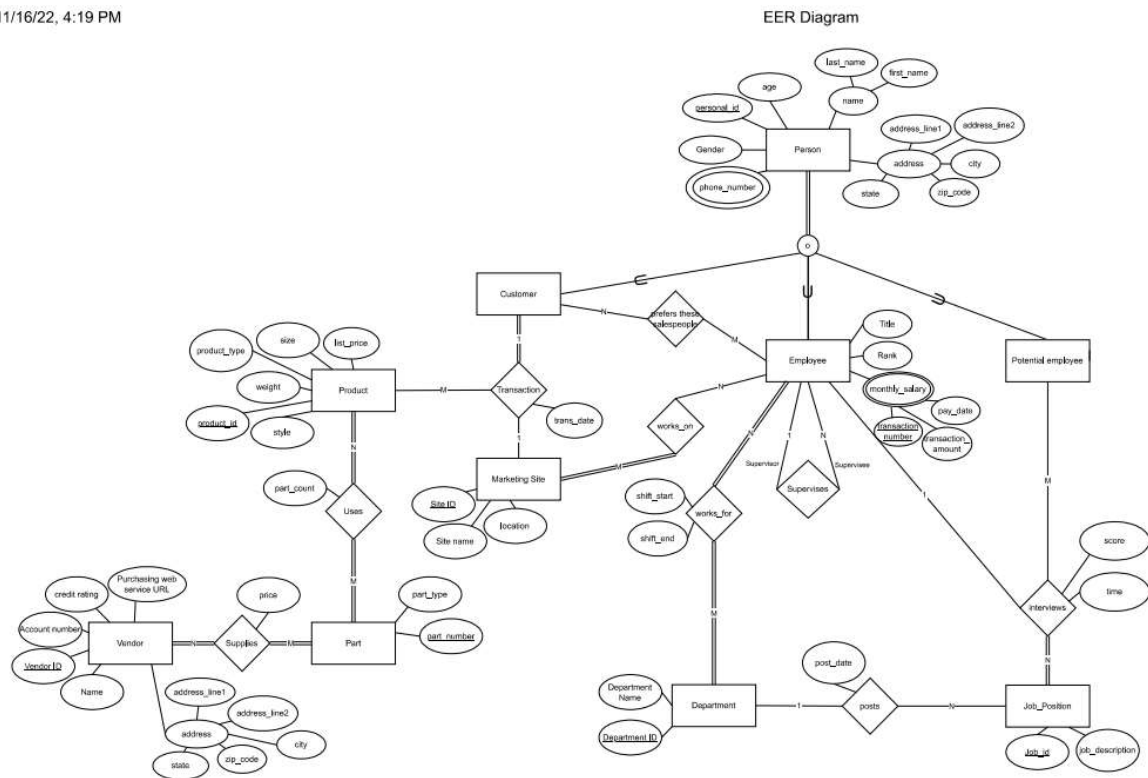 11/16/22, 4:19 PM
EER Diagram
last_name
first_name
age
name
personal_id
address_line1
address_line2
Gender
Person
address
city
phone_number
state
zip_code
o
Customer
N
prefers these
salespeople
M
Title
size
list_price
product_type
1
Employee
Rank
Potential employee
Product
M
Transaction
N
monthly_salary
weight
pay_date
trans_date
product_id
transaction
number
transaction_
amount
style
works_on
1
N
1
N
N
M
Supervisor
Supervisee
1
M
part_count
Marketing Site
Site ID
Supervises
Uses
location
shift_start
works_for
Site name
shift_end
score
M
M
time
Purchasing web
service URL
credit rating
price
part_type
interviews
Account number
Vendor
N
Supplies
M
Part
part_number
Vendor ID
N
post_date
Name
address_line1
Department
Name
address_line2
Department
1
posts
N
Job_Position
address
city
Department ID
state
zip_code
Job_id
job_description